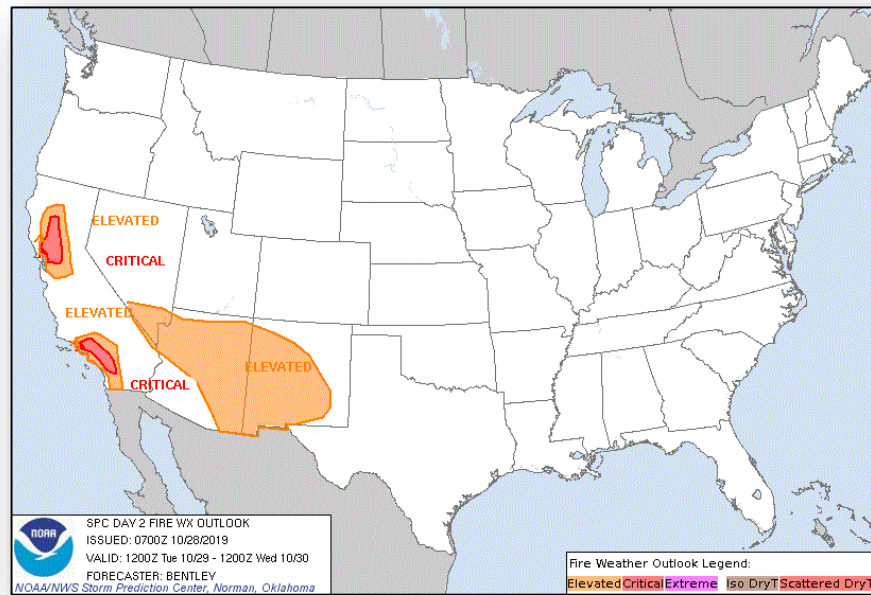 ELEVATED
CRITICAL
ELEVATED
ELEVATED
CRITICAL
NOAA
SPC DAY 2 FIRE WX OUTLOOK
ISSUED: 0700Z 10/28/2019
VALID: 1200Z Tue 10/29 - 1200Z Wed 10/30
FORECASTER: BENTLEY
NOAA/NWS Storm Prediction Center, Norman, Oklahoma
Fire Weather Outlook Legend:
Elevated Critical Extreme Iso DryT Scattered DryT